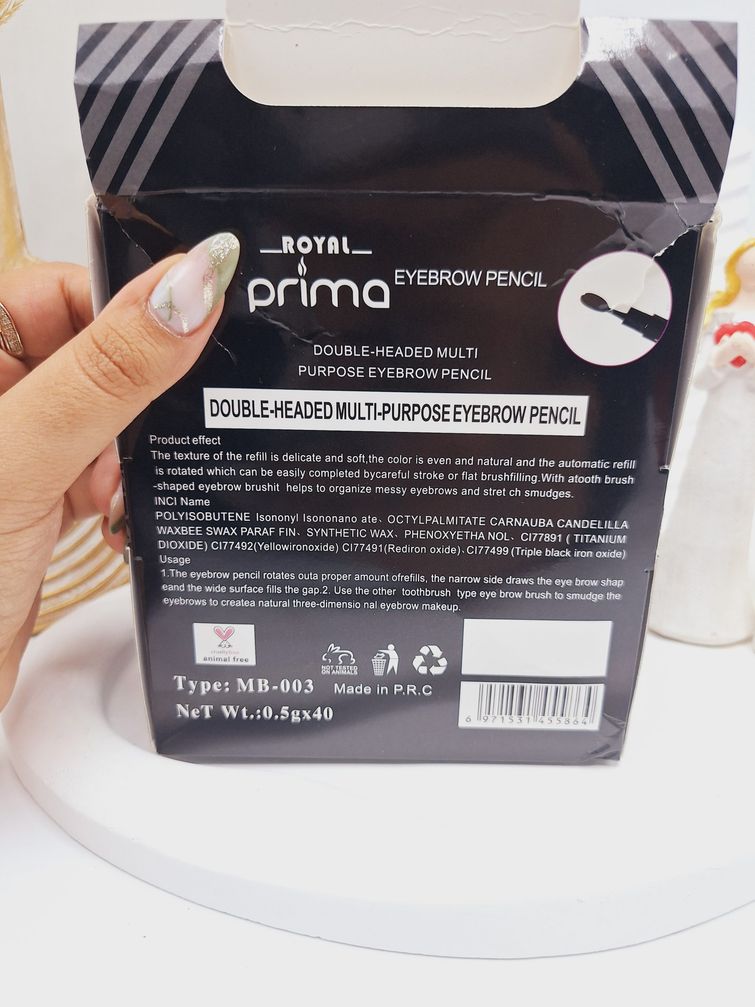 ROYAL
prima EYEBROW PENCIL
DOUBLE-HEADED MULTI
PURPOSE EYEBROW PENCIL
DOUBLE-HEADED MULTI-PURPOSE EYEBROW PENCIL
Product effect
The texture of the refill is delicate and soft,the color is even and natural and the automatic refill
is rotated which can be easily completed bycareful stroke or flat brushfilling.With atooth brush
-shaped eyebrow brushit helps to organize messy eyebrows and stret ch smudges.
INCI Name
POLYISOBUTENE Isononyl Isononano ate、OCTYLPALMITATE CARNAUBA CANDELILLA
WAXBEE SWAX PARAF FIN、SYNTHETIC WAX、PHENOXYETHA NOL、CI77891 ( TITANIUM
DIOXIDE) CI77492(Yellowironoxide) CI77491(Rediron oxide)、CI77499 (Triple black iron oxide)
Usage
1.The eyebrow pencil rotates outa proper amount ofrefills, the narrow side draws the eye brow shap
eand the wide surface fills the gap.2. Use the other toothbrush type eye brow brush to smudge the
eyebrows to createa natural three-dimensio nal eyebrow makeup.
crueltyfree
animal free
NOT TESTED
ON ANIMALS
Type: MB-003 Made in P.R.C
NeT Wt.:0.5gx40
6 971531 455864